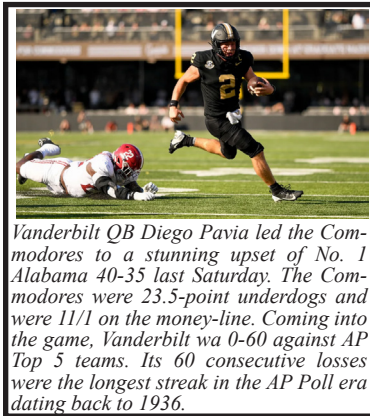 2
Vanderbilt QB Diego Pavia led the Com-
modores to a stunning upset of No. 1
Alabama 40-35 last Saturday. The Com-
modores were 23.5-point underdogs and
were 11/1 on the money-line. Coming into
the game, Vanderbilt wa 0-60 against AP
Top 5 teams. Its 60 consecutive losses
were the longest streak in the AP Poll era
dating back to 1936.